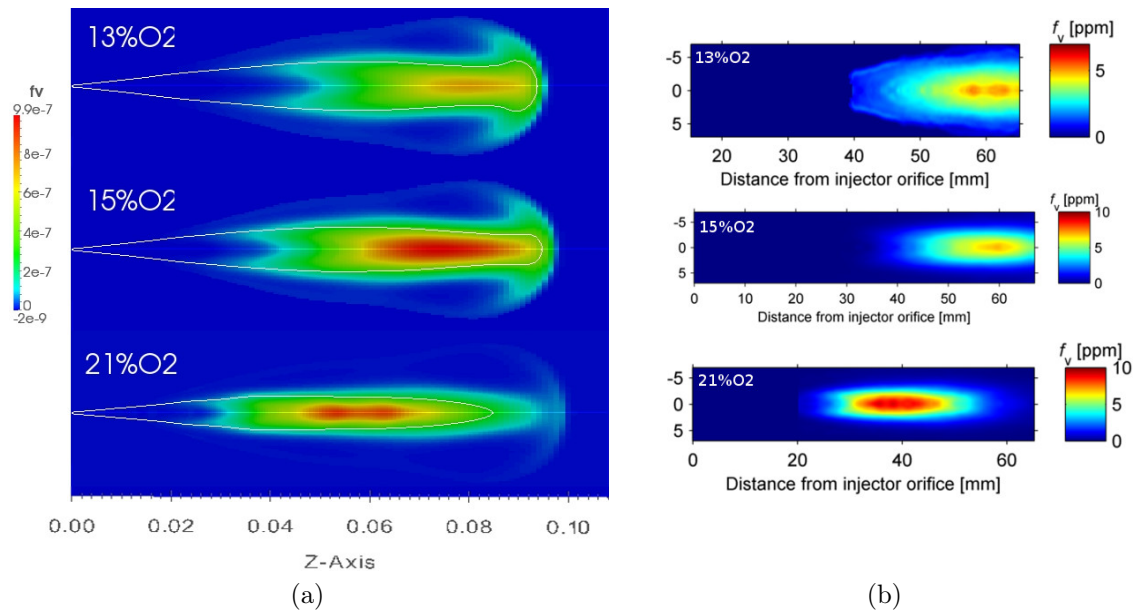 13%O2
fv
9.9e-7
8e-7
6e-7
4e-7
2e-7
0
-2e-9
15%O2
21%O2
0.00 0.02 0.04 0.06 0.08 0.10
Z-Axis
(a)
fv [ppm]
13%O2
-5
0
5
5
0
20 30 40 50 60
Distance from injector orifice [mm]
fv [ppm]
15%O2
-5
0
5
10
5
0
0 10 20 30 40 50 60
Distance from injector orifice [mm]
fv [ppm]
21%O2
-5
0
5
10
5
0
0 20 40 60
Distance from injector orifice [mm]
(b)